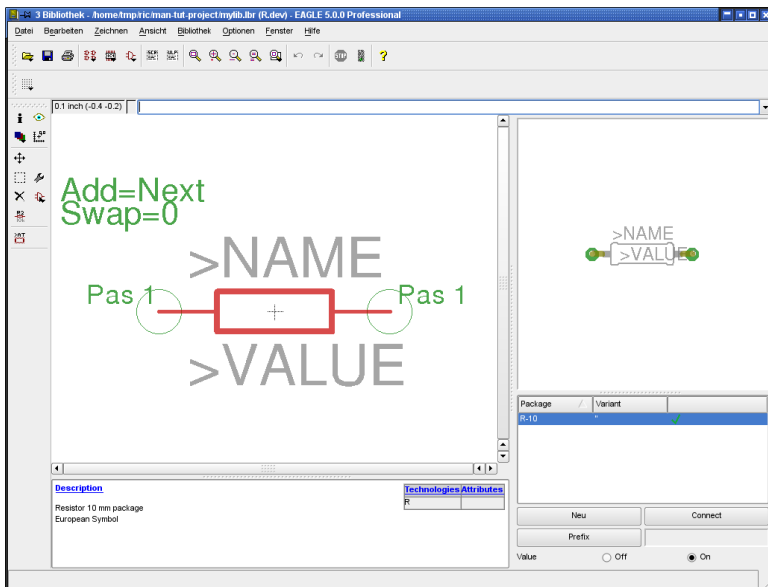 3 Bibliothek - /home/tmp/ric/man-tut-project/mylib.lbr (R.dev) - EAGLE 5.0.0 Professional
Datei Bearbeiten Zeichnen Ansicht Bibliothek Optionen Fenster Hilfe
STOP
0.1 inch (-0.4 -0.2)
Add=Next
Swap=0
>NAME
Pas 1
Pas 1
>VALUE
>NAME
>VALUE
Package Variant
R-10 ''
Description
Resistor 10 mm package
European Symbol
Technologies Attributes
R
Neu Connect
Prefix
Value Off On